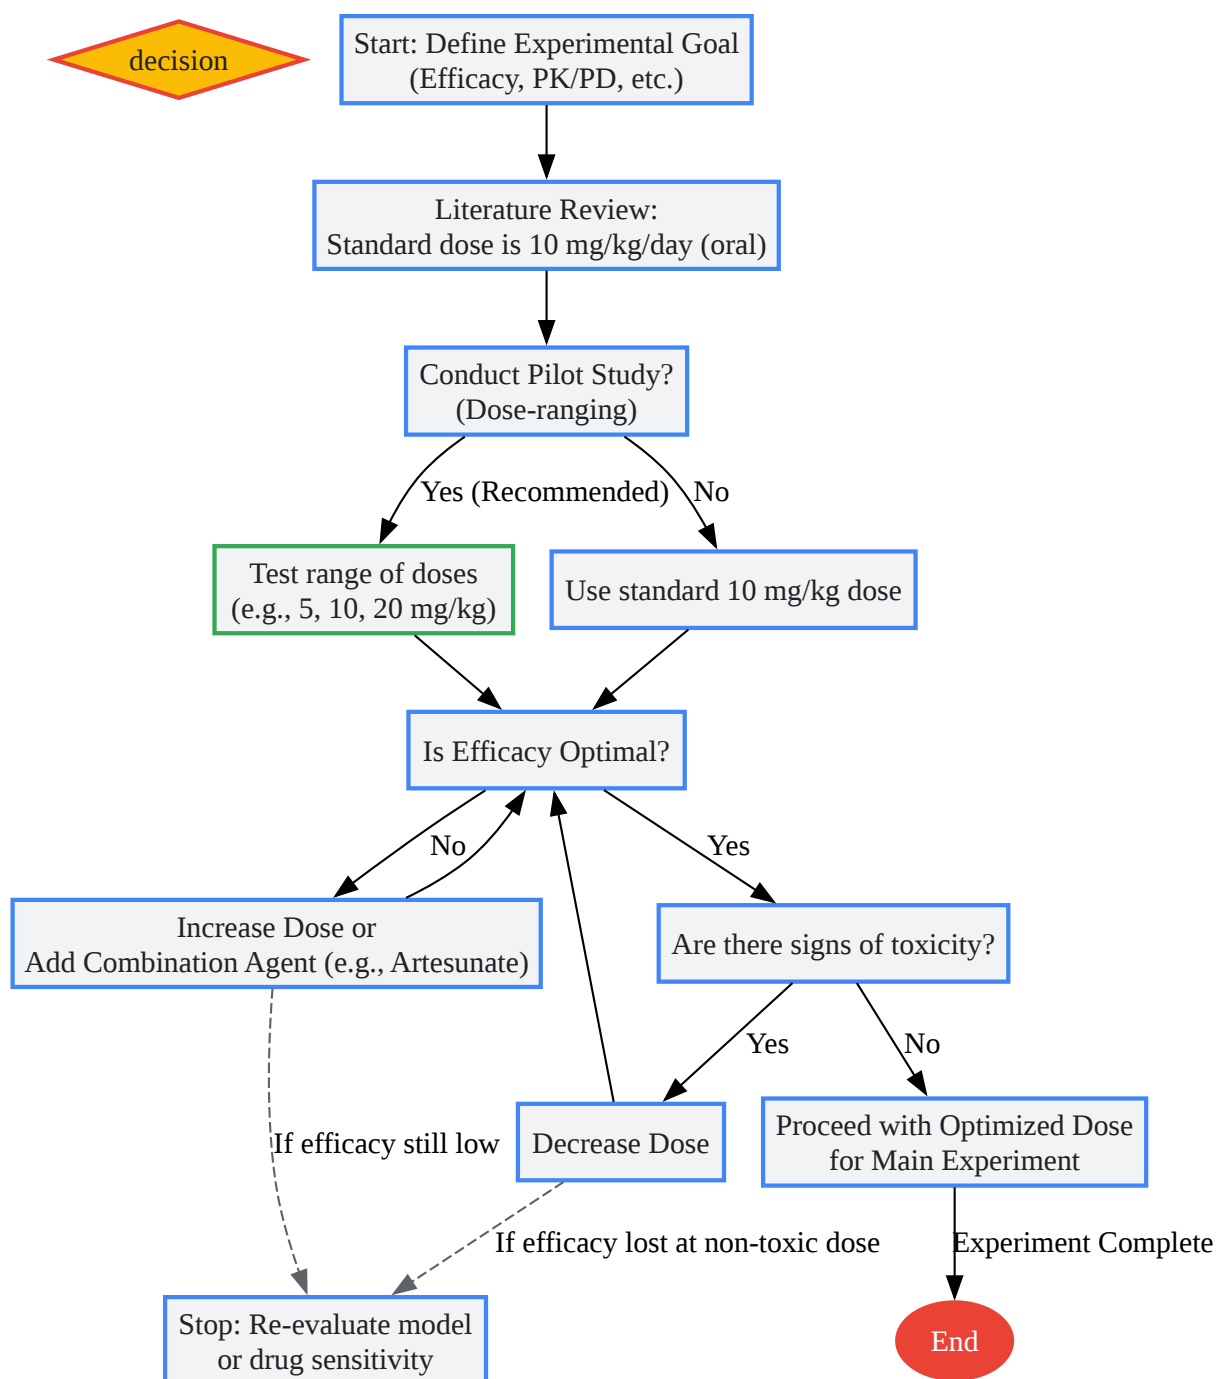 decision
Start: Define Experimental Goal
(Efficacy, PK/PD, etc.)
Literature Review:
Standard dose is 10 mg/kg/day (oral)
Conduct Pilot Study?
(Dose-ranging)
Yes (Recommended)
No
Test range of doses
(e.g., 5, 10, 20 mg/kg)
Use standard 10 mg/kg dose
Is Efficacy Optimal?
No
Yes
Increase Dose or
Add Combination Agent (e.g., Artesunate)
Are there signs of toxicity?
Yes
No
If efficacy still low
Decrease Dose
Proceed with Optimized Dose
for Main Experiment
If efficacy lost at non-toxic dose
Experiment Complete
Stop: Re-evaluate model
or drug sensitivity
End